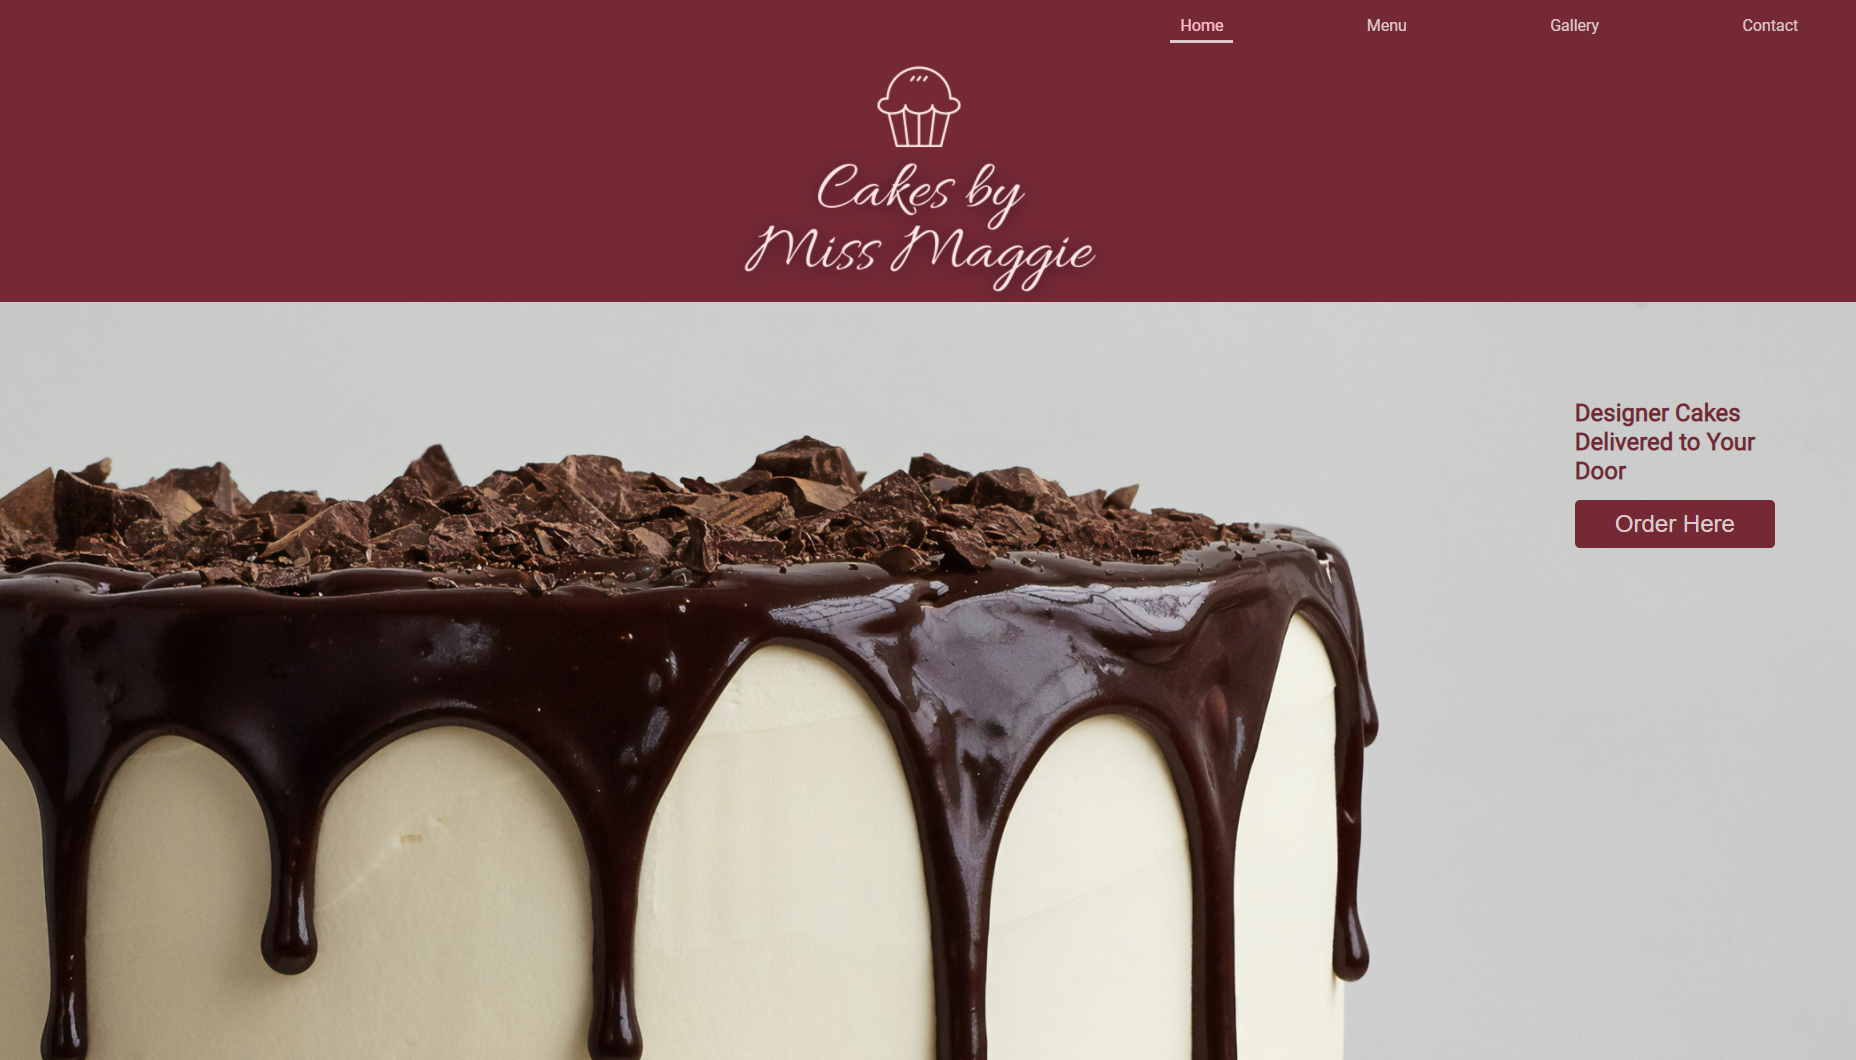 Home
Menu
Gallery
Contact
Cakes by
Miss Maggie
Designer Cakes
Delivered to Your
Door
Order Here